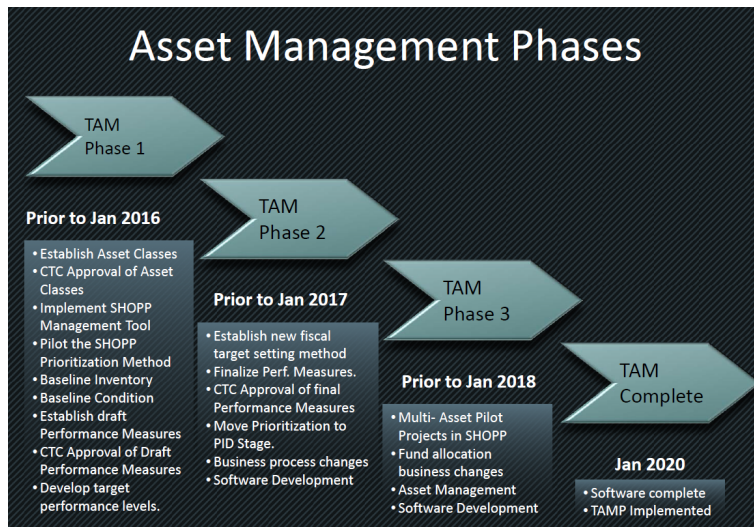 Asset Management Phases
TAM
Phase 1
Prior to Jan 2016
• Establish Asset Classes
• CTC Approval of Asset
Classes
• Implement SHOPP
Management Tool
• Pilot the SHOPP
Prioritization Method
• Baseline Inventory
• Baseline Condition
• Establish draft
Performance Measures
• CTC Approval of Draft
Performance Measures
• Develop target
performance levels.
TAM
Phase 2
Prior to Jan 2017
• Establish new fiscal
target setting method
• Finalize Perf. Measures.
• CTC Approval of final
Performance Measures
• Move Prioritization to
PID Stage.
• Business process changes
• Software Development
TAM
Phase 3
Prior to Jan 2018
• Multi- Asset Pilot
Projects in SHOPP
• Fund allocation
business changes
• Asset Management
• Software Development
TAM
Complete
Jan 2020
• Software complete
• TAMP Implemented